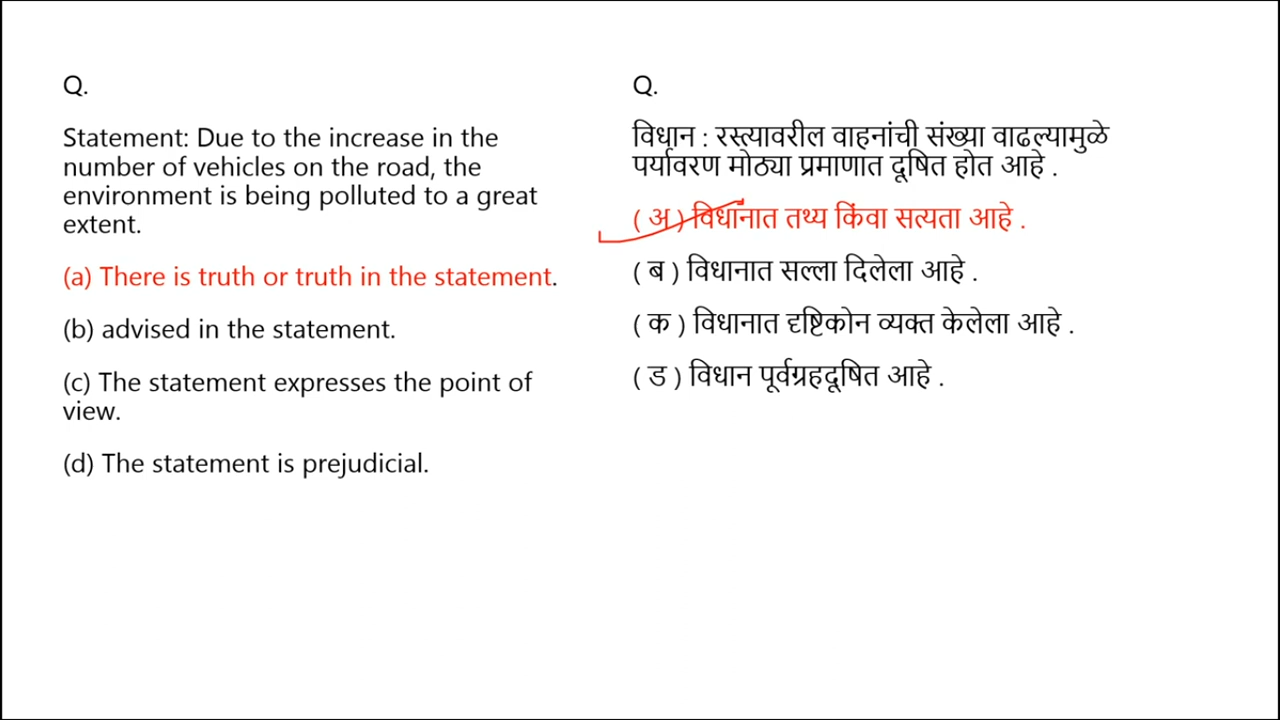 Q.
Statement: Due to the increase in the
number of vehicles on the road, the
environment is being polluted to a great
extent.
(a) There is truth or truth in the statement.
(b) advised in the statement.
(c) The statement expresses the point of
view.
(d) The statement is prejudicial.
Q.
विधान : रस्त्यावरील वाहनांची संख्या वाढल्यामुळे
पर्यावरण मोठ्या प्रमाणात दूषित होत आहे .
( अ ) विधानात तथ्य किंवा सत्यता आहे .
( ब ) विधानात सल्ला दिलेला आहे .
( क ) विधानात दृष्टिकोन व्यक्त केलेला आहे .
( ड ) विधान पूर्वग्रहदूषित आहे .